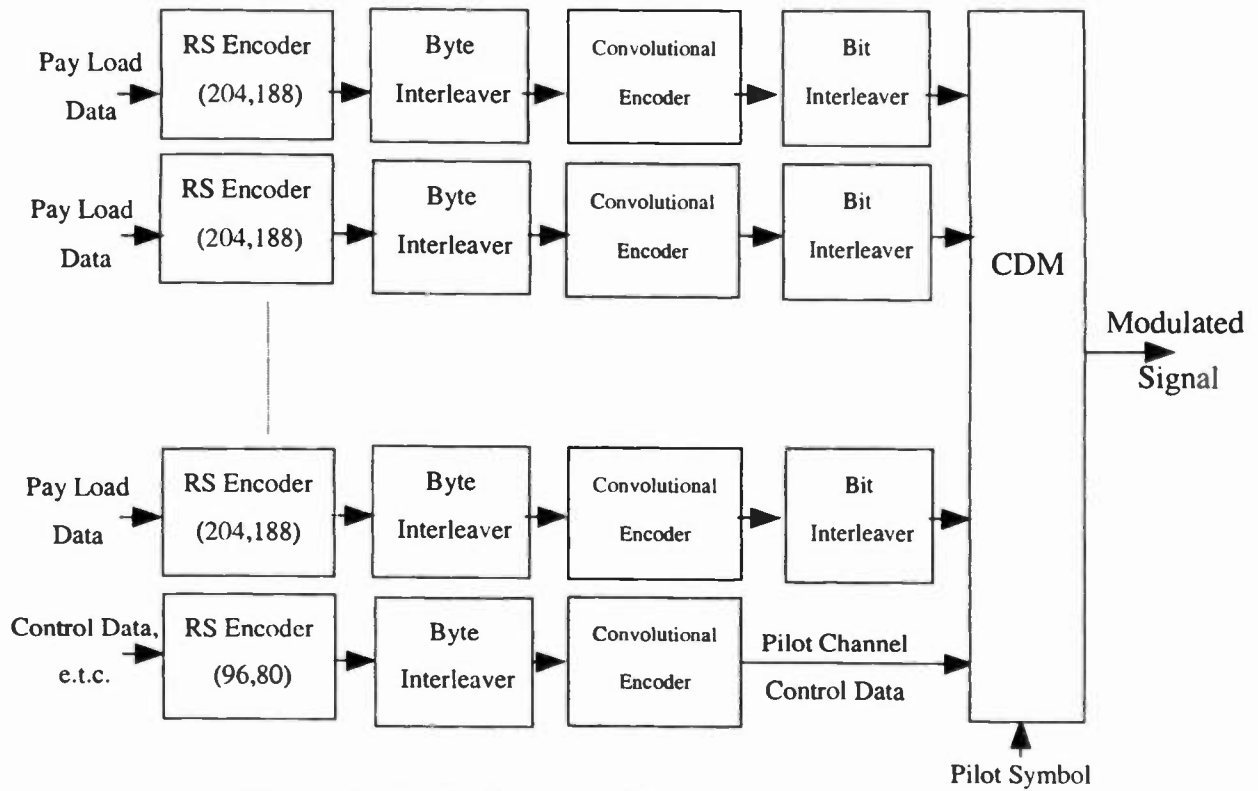 Pay Load
Data
RS Encoder
(204,188)
Byte
Interleaver
Convolutional
Encoder
Bit
Interleaver
Pay Load
Data
RS Encoder
(204,188)
Byte
Interleaver
Convolutional
Encoder
Bit
Interleaver
CDM
Modulated
Signal
Pay Load
Data
RS Encoder
(204,188)
Byte
Interleaver
Convolutional
Encoder
Bit
Interleaver
Control Data,
e.t.c.
RS Encoder
(96,80)
Byte
Interleaver
Convolutional
Encoder
Pilot Channel
Control Data
Pilot Symbol